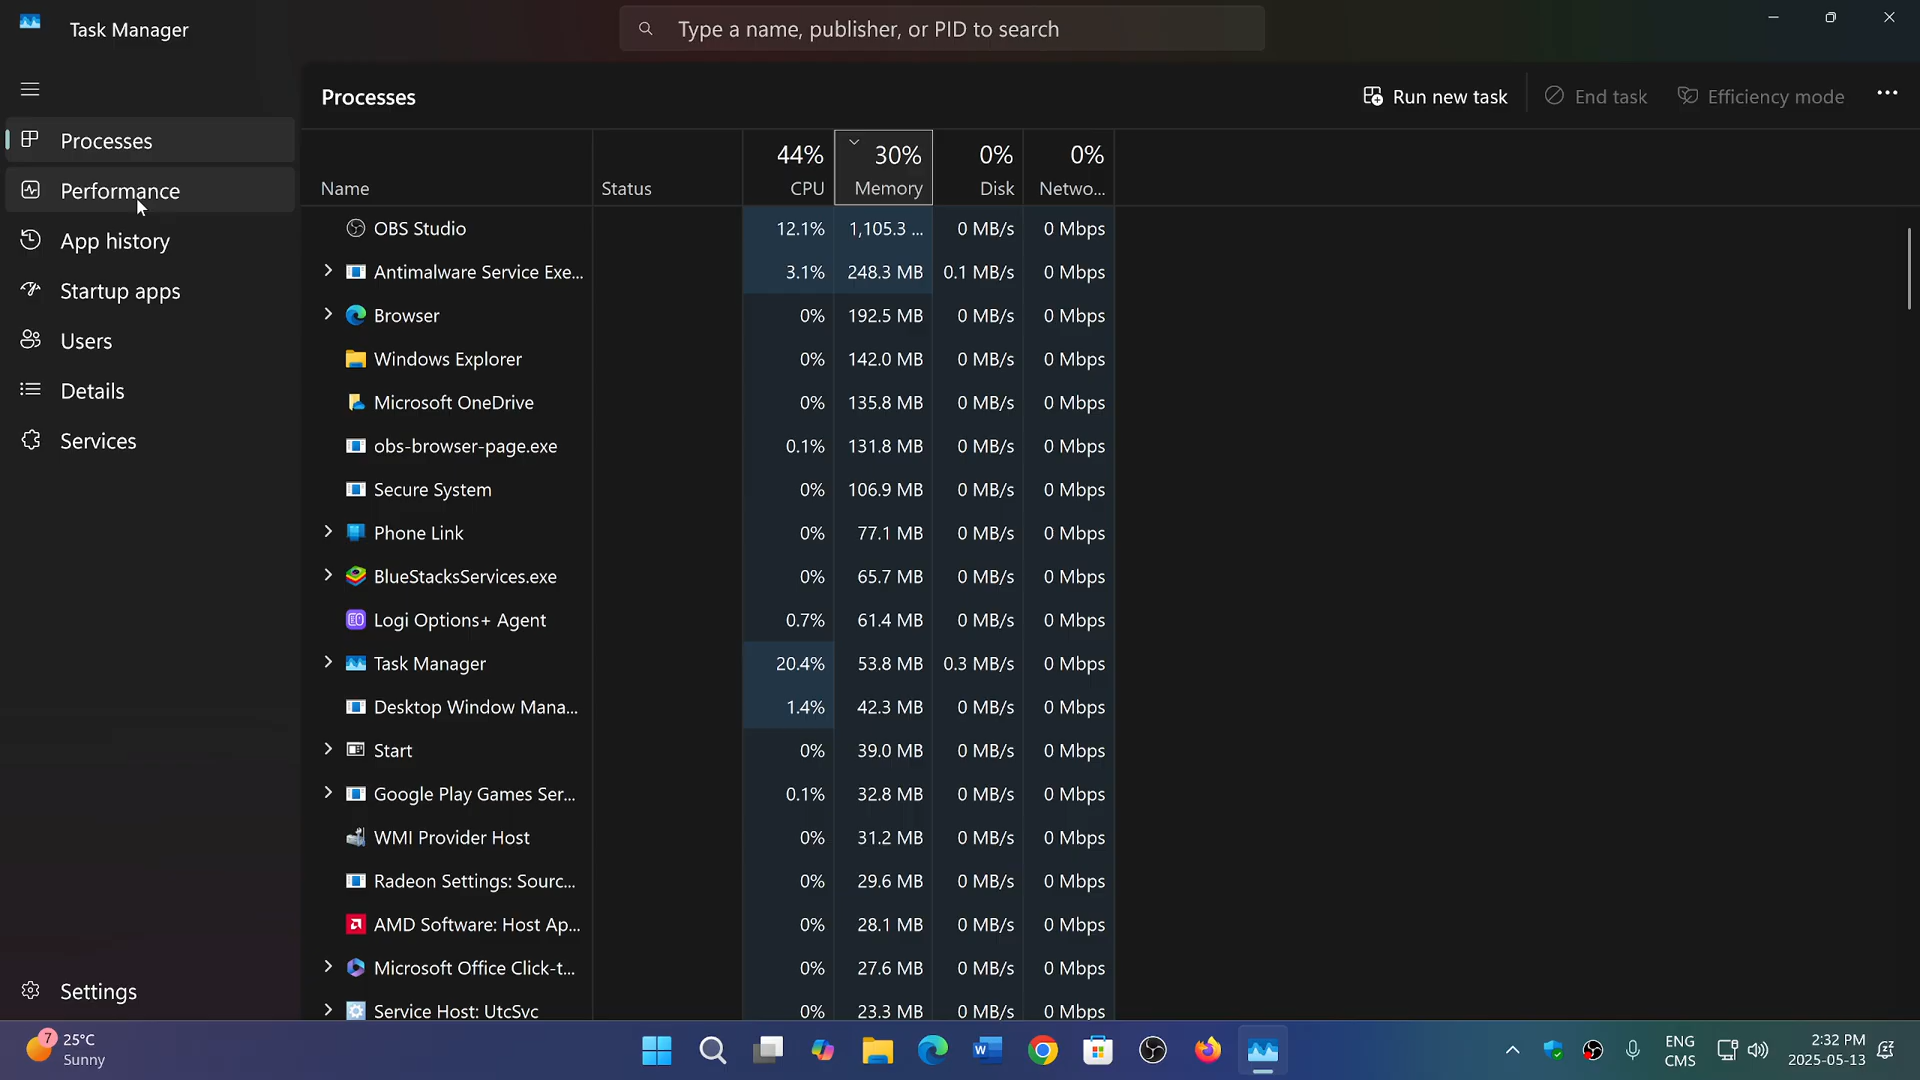 Task Manager
Type a name, publisher, or PID to search
Processes
Performance
App history
Startup apps
Users
Details
Services
Settings
Processes
Run new task
End task
Efficiency mode
Name Status 44% CPU 30% Memory 0% Disk 0% Netwo...
OBS Studio 12.1% 1,105.3 ... 0 MB/s 0 Mbps
Antimalware Service Exe... 3.1% 248.3 MB 0.1 MB/s 0 Mbps
Browser 0% 192.5 MB 0 MB/s 0 Mbps
Windows Explorer 0% 142.0 MB 0 MB/s 0 Mbps
Microsoft OneDrive 0% 135.8 MB 0 MB/s 0 Mbps
obs-browser-page.exe 0.1% 131.8 MB 0 MB/s 0 Mbps
Secure System 0% 106.9 MB 0 MB/s 0 Mbps
Phone Link 0% 77.1 MB 0 MB/s 0 Mbps
BlueStacksServices.exe 0% 65.7 MB 0 MB/s 0 Mbps
Logi Options+ Agent 0.7% 61.4 MB 0 MB/s 0 Mbps
Task Manager 20.4% 53.8 MB 0.3 MB/s 0 Mbps
Desktop Window Mana... 1.4% 42.3 MB 0 MB/s 0 Mbps
Start 0% 39.0 MB 0 MB/s 0 Mbps
Google Play Games Ser... 0.1% 32.8 MB 0 MB/s 0 Mbps
WMI Provider Host 0% 31.2 MB 0 MB/s 0 Mbps
Radeon Settings: Sourc... 0% 29.6 MB 0 MB/s 0 Mbps
AMD Software: Host Ap... 0% 28.1 MB 0 MB/s 0 Mbps
Microsoft Office Click-t... 0% 27.6 MB 0 MB/s 0 Mbps
Service Host: UtcSvc 0% 23.3 MB 0 MB/s 0 Mbps
7
25°C
Sunny
ENG
CMS
2:32 PM
2025-05-13